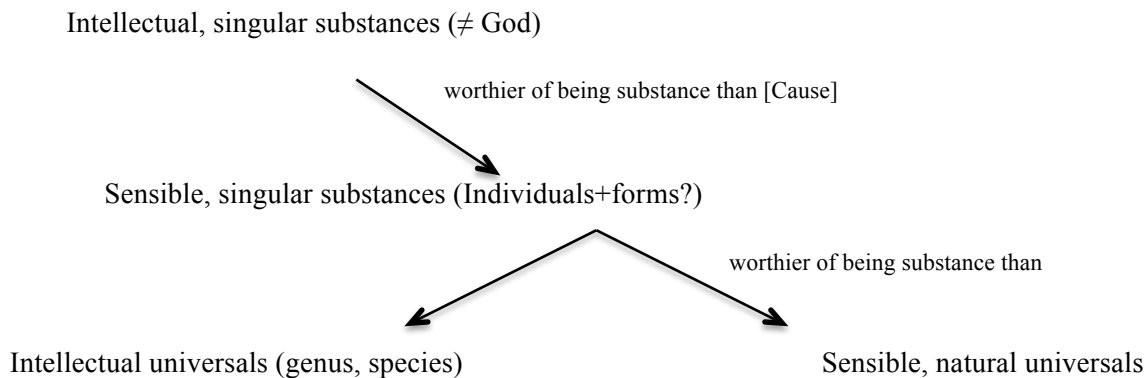 Intellectual, singular substances (≠ God)
worthier of being substance than [Cause]
Sensible, singular substances (Individuals+forms?)
worthier of being substance than
Intellectual universals (genus, species)
Sensible, natural universals